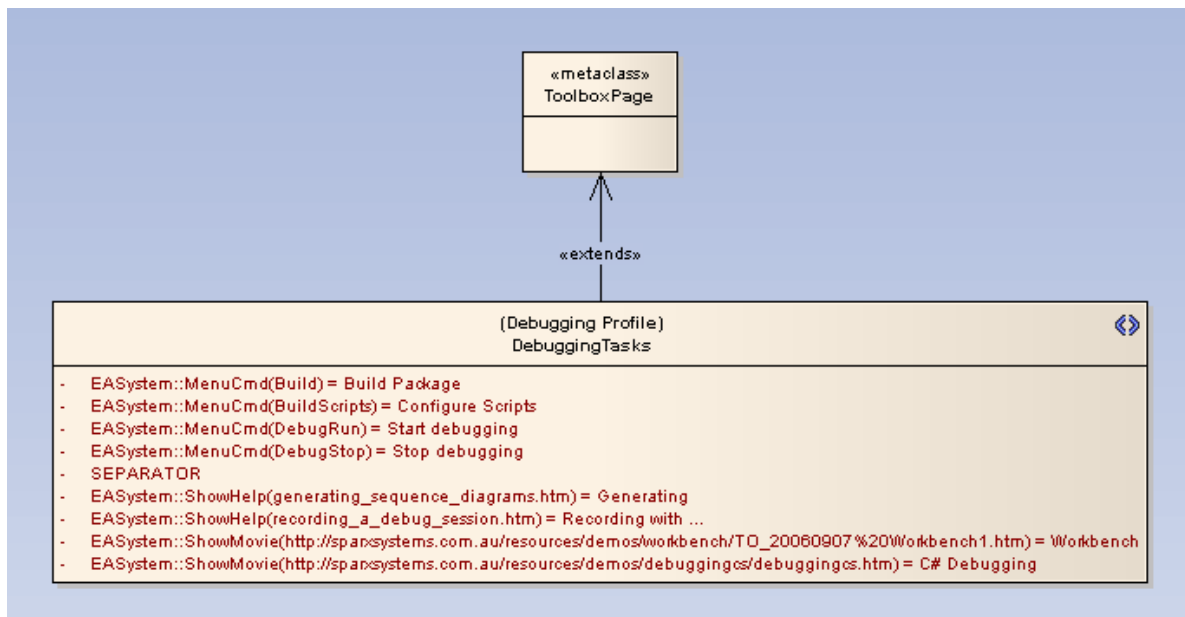 «metaclass»
ToolboxPage
«extends»
(Debugging Profile)
DebuggingTasks
- EASystem::MenuCmd(Build) = Build Package
- EASystem::MenuCmd(BuildScripts) = Configure Scripts
- EASystem::MenuCmd(DebugRun) = Start debugging
- EASystem::MenuCmd(DebugStop) = Stop debugging
- SEPARATOR
- EASystem::ShowHelp(generating_sequence_diagrams.htm) = Generating
- EASystem::ShowHelp(recording_a_debug_session.htm) = Recording with ...
- EASystem::ShowMovie(http://sparxsystems.com.au/resources/demos/workbench/TO_20060907%20Workbench1.htm) = Workbench
- EASystem::ShowMovie(http://sparxsystems.com.au/resources/demos/debuggingcs/debuggingcs.htm) = C# Debugging